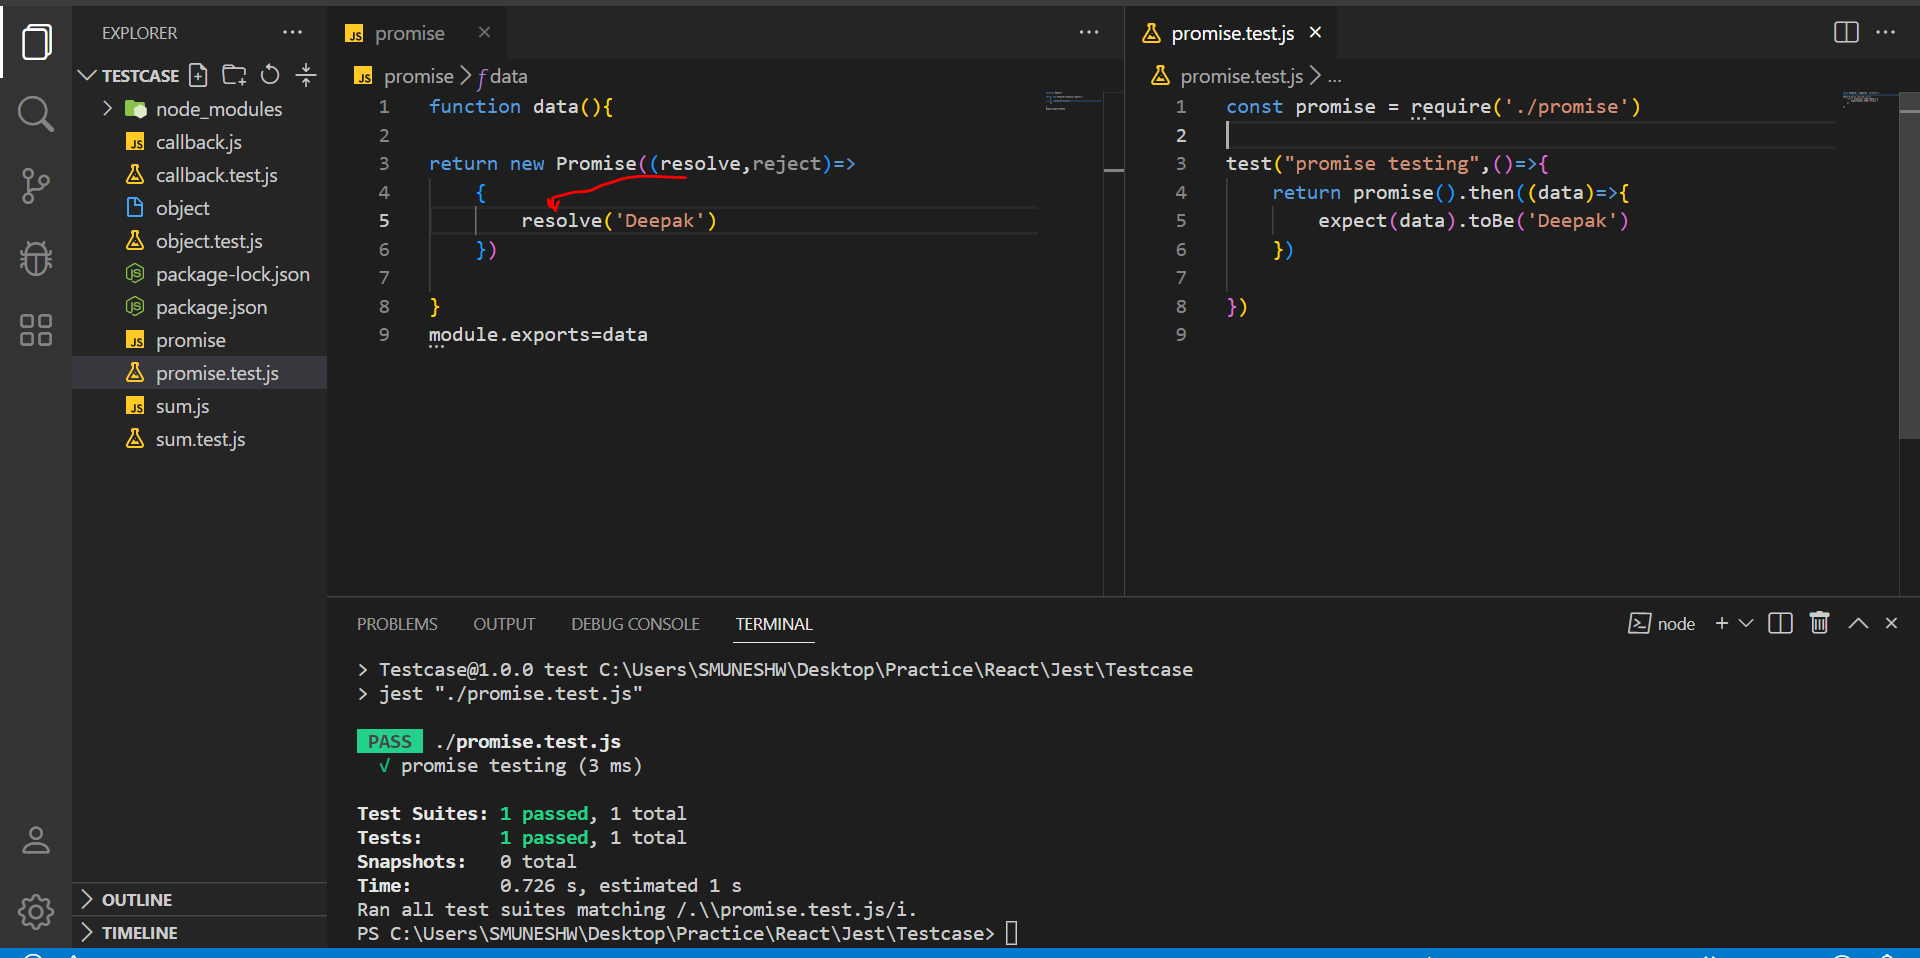 EXPLORER
TESTCASE
node_modules
callback.js
callback.test.js
object
object.test.js
package-lock.json
package.json
promise
promise.test.js
sum.js
sum.test.js
OUTLINE
TIMELINE
promise
promise > data
1 function data(){
2
3 return new Promise((resolve,reject)=>
4 {
5 resolve('Deepak')
6 })
7
8 }
9 module.exports=data
promise.test.js
promise.test.js > ...
1 const promise = require('./promise')
2
3 test("promise testing",()=>{
4 return promise().then((data)=>{
5 expect(data).toBe('Deepak')
6 })
7
8 })
9
PROBLEMS OUTPUT DEBUG CONSOLE TERMINAL node
> Testcase@1.0.0 test C:\Users\SMUNESHW\Desktop\Practice\React\Jest\Testcase
> jest "./promise.test.js"
PASS ./promise.test.js
√ promise testing (3 ms)
Test Suites: 1 passed, 1 total
Tests: 1 passed, 1 total
Snapshots: 0 total
Time: 0.726 s, estimated 1 s
Ran all test suites matching /.\\promise.test.js/i.
PS C:\Users\SMUNESHW\Desktop\Practice\React\Jest\Testcase>